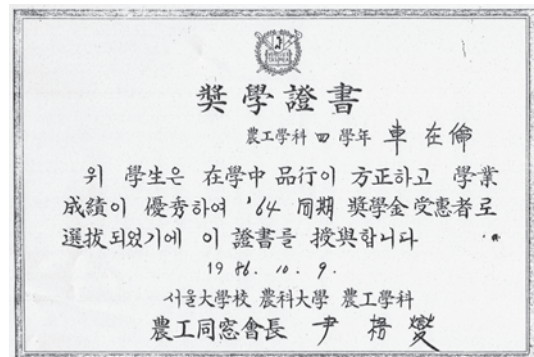 奬學證書
農工學科 四 學年 車 在 倫
위 學生은 在學中 品行이 方正하고 學業
成績이 優秀하여 '64 同期 奬學金 受惠者로
選拔되었기에 이 證書를 授與합니다
1986. 10. 9.
서울大學校 農科大學 農工學科
農工同窓會長 尹 燮